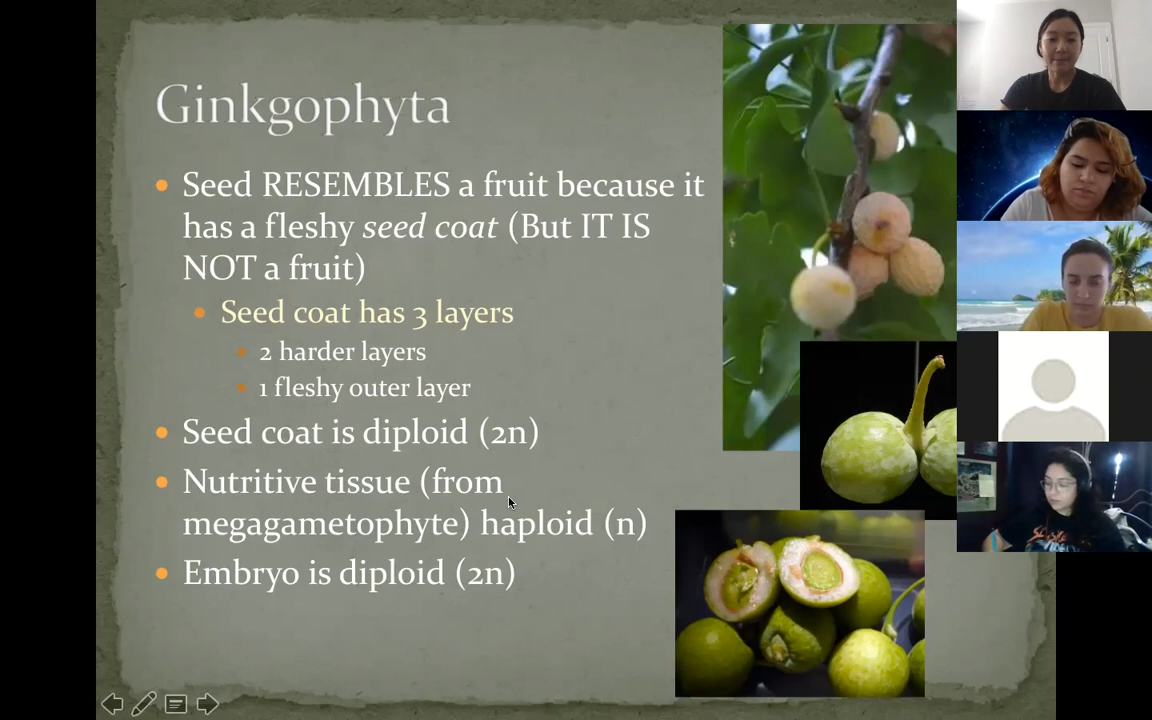 Ginkgophyta
Seed RESEMBLES a fruit because it
has a fleshy seed coat (But IT IS
NOT a fruit)
Seed coat has 3 layers
2 harder layers
1 fleshy outer layer
Seed coat is diploid (2n)
Nutritive tissue (from
megagametophyte) haploid (n)
Embryo is diploid (2n)